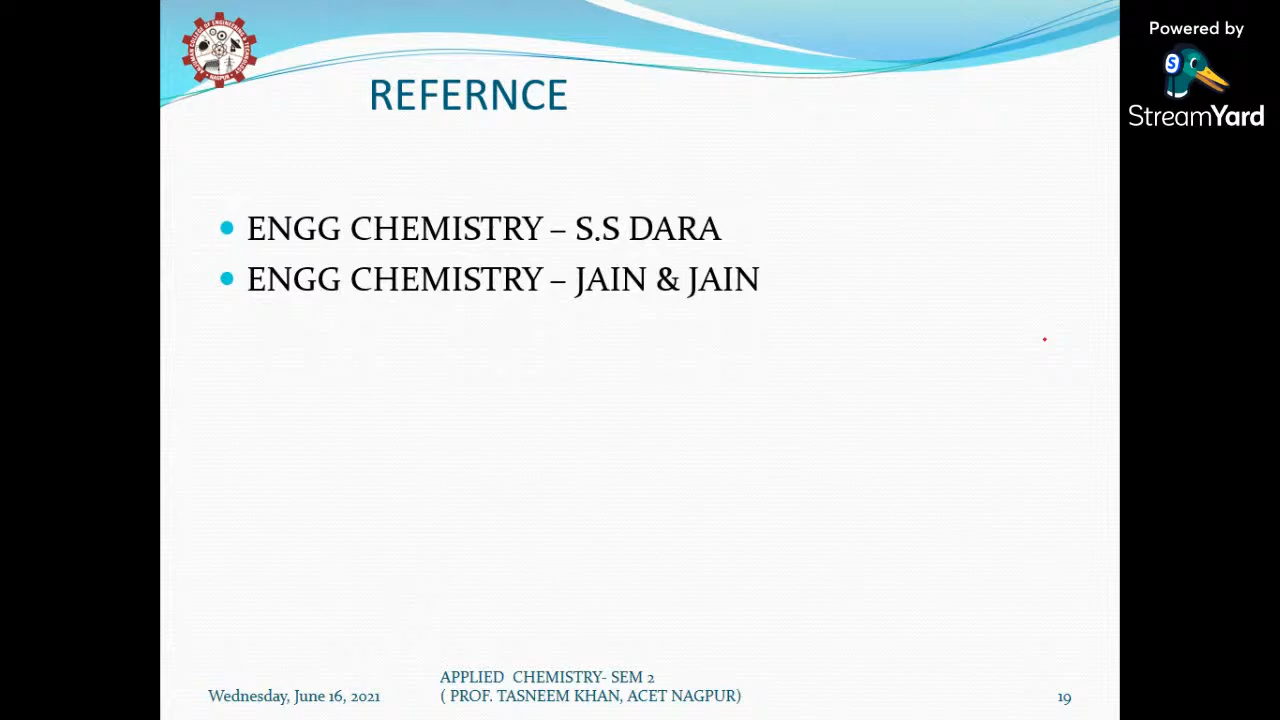 Powered by
StreamYard
REFERNCE
ENGG CHEMISTRY – S.S DARA
ENGG CHEMISTRY – JAIN & JAIN
APPLIED CHEMISTRY- SEM 2
Wednesday, June 16, 2021
( PROF. TASNEEM KHAN, ACET NAGPUR)
19